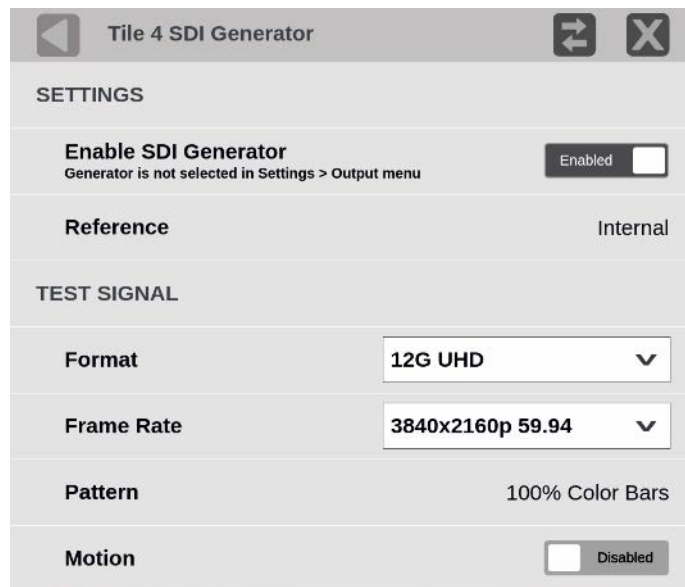 Tile 4 SDI Generator
SETTINGS
Enable SDI Generator
Enabled
Generator is not selected in Settings > Output menu
Reference
Internal
TEST SIGNAL
Format
12G UHD
Frame Rate
3840x2160p 59.94
Pattern
100% Color Bars
Motion
Disabled